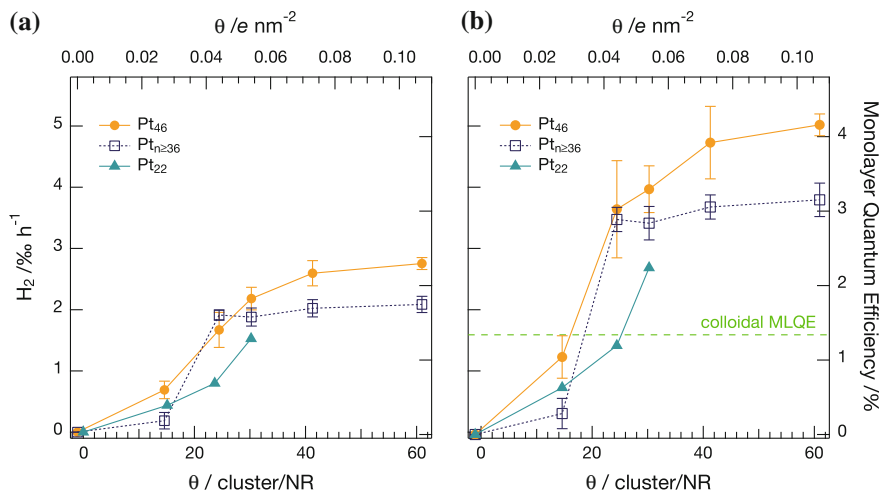 (a)
θ /e nm⁻²
0.00 0.02 0.04 0.06 0.08 0.10
5
4
3
2
1
0
H₂ /‰ h⁻¹
Pt₄₆
Ptₙ≥₃₆
Pt₂₂
0 20 40 60
θ / cluster/NR
(b)
θ /e nm⁻²
0.00 0.02 0.04 0.06 0.08 0.10
Pt₄₆
Ptₙ≥₃₆
Pt₂₂
colloidal MLQE
4
3
2
1
0
Monolayer Quantum Efficiency /%
0 20 40 60
θ / cluster/NR